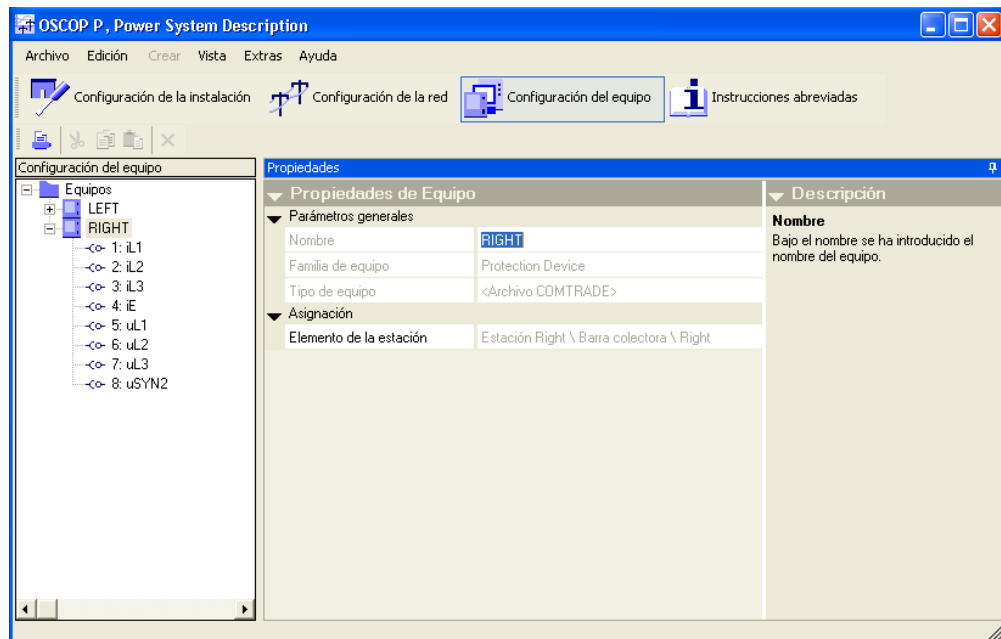 OSCOP P, Power System Description
Archivo Edición Crear Vista Extras Ayuda
Configuración de la instalación Configuración de la red Configuración del equipo Instrucciones abreviadas
Configuración del equipo
Equipos
LEFT
RIGHT
1: iL1
2: iL2
3: iL3
4: iE
5: uL1
6: uL2
7: uL3
8: uSYN2
Propiedades
Propiedades de Equipo
Parámetros generales
Nombre RIGHT
Familia de equipo Protection Device
Tipo de equipo <Archivo COMTRADE>
Asignación
Elemento de la estación Estación Right \ Barra colectora \ Right
Descripción
Nombre
Bajo el nombre se ha introducido el
nombre del equipo.